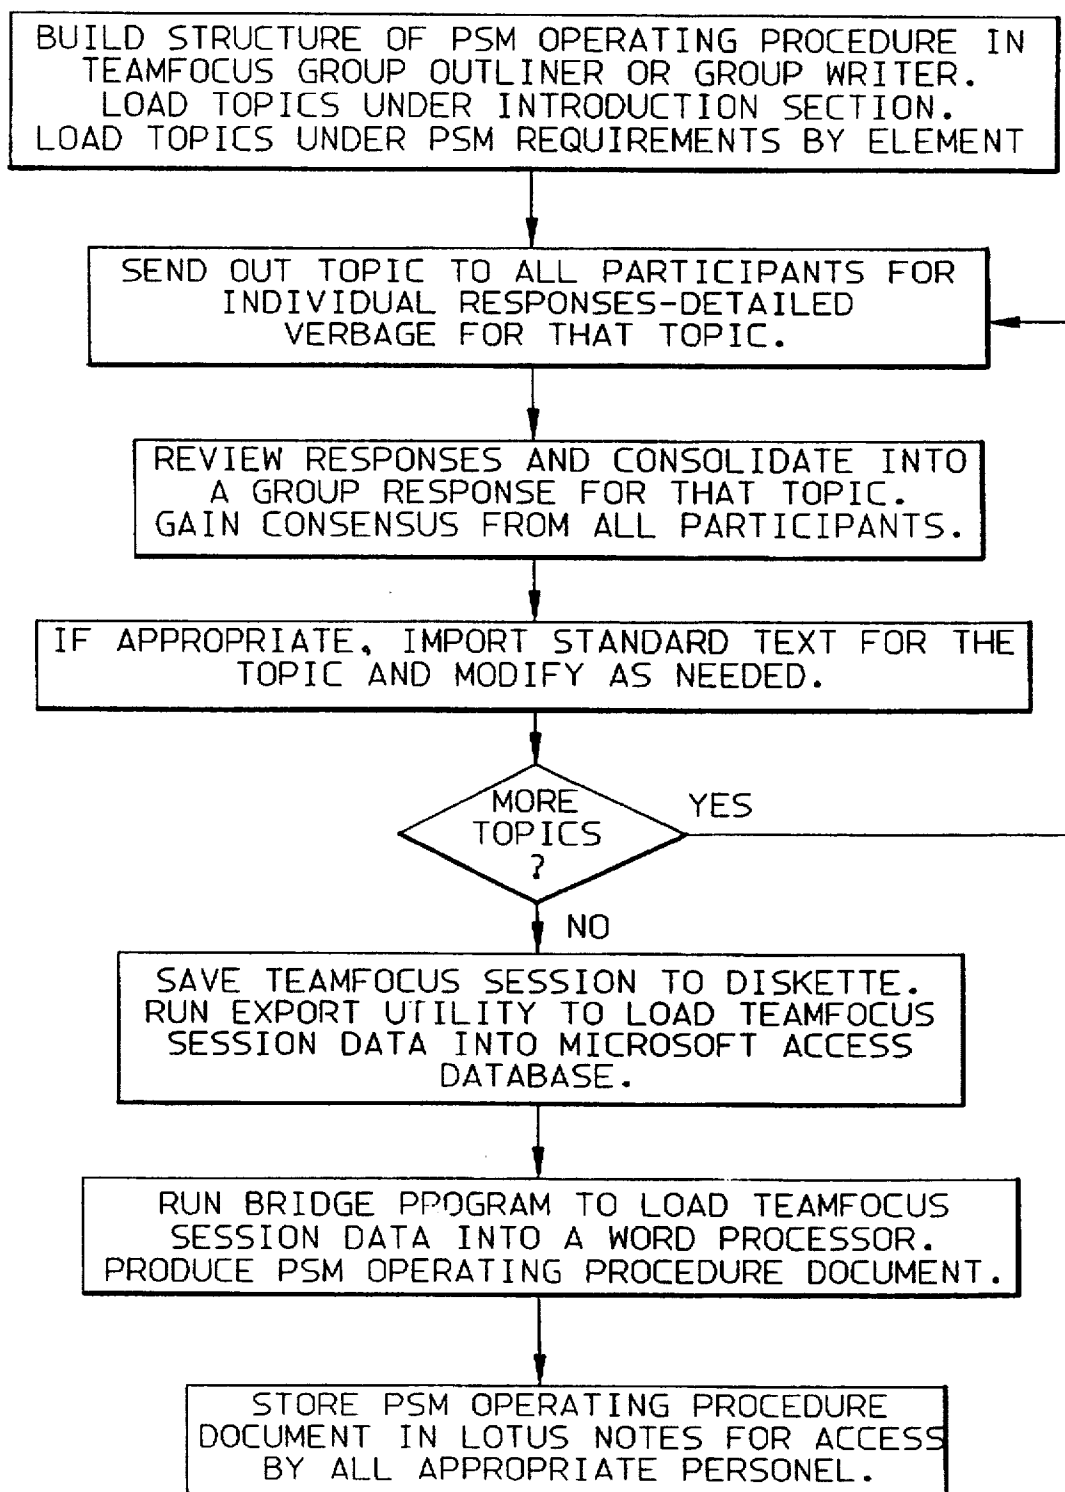 BUILD STRUCTURE OF PSM OPERATING PROCEDURE IN
TEAMFOCUS GROUP OUTLINER OR GROUP WRITER.
LOAD TOPICS UNDER INTRODUCTION SECTION.
LOAD TOPICS UNDER PSM REQUIREMENTS BY ELEMENT
SEND OUT TOPIC TO ALL PARTICIPANTS FOR
INDIVIDUAL RESPONSES-DETAILED
VERBAGE FOR THAT TOPIC.
REVIEW RESPONSES AND CONSOLIDATE INTO
A GROUP RESPONSE FOR THAT TOPIC.
GAIN CONSENSUS FROM ALL PARTICIPANTS.
IF APPROPRIATE, IMPORT STANDARD TEXT FOR THE
TOPIC AND MODIFY AS NEEDED.
MORE
TOPICS
?
YES
NO
SAVE TEAMFOCUS SESSION TO DISKETTE.
RUN EXPORT UTILITY TO LOAD TEAMFOCUS
SESSION DATA INTO MICROSOFT ACCESS
DATABASE.
RUN BRIDGE PROGRAM TO LOAD TEAMFOCUS
SESSION DATA INTO A WORD PROCESSOR.
PRODUCE PSM OPERATING PROCEDURE DOCUMENT.
STORE PSM OPERATING PROCEDURE
DOCUMENT IN LOTUS NOTES FOR ACCESS
BY ALL APPROPRIATE PERSONEL.